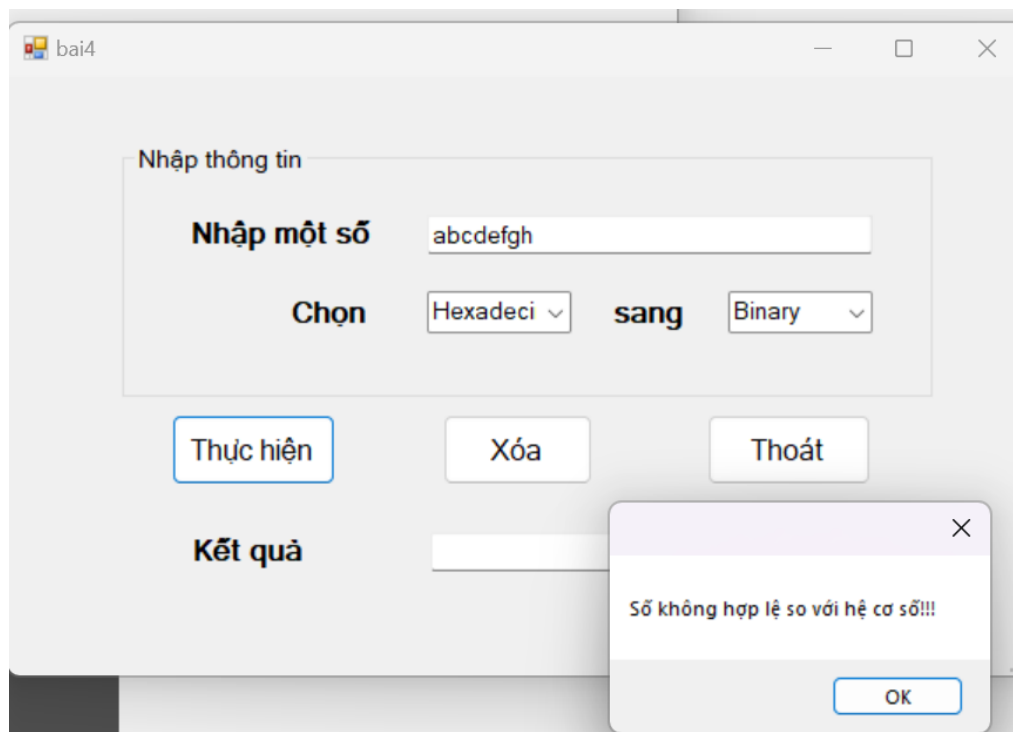 bai4
Nhập thông tin
Nhập một số abcdefgh
Chọn Hexadeci sang Binary
Thực hiện Xóa Thoát
Kết quả
Số không hợp lệ so với hệ cơ số!!!
OK